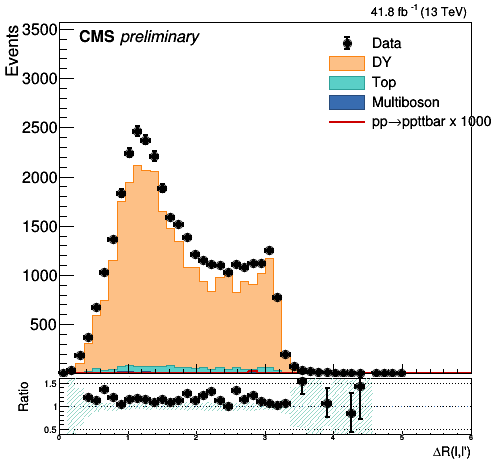 41.8 fb⁻¹ (13 TeV)
CMS preliminary
Events
3500
3000
2500
2000
1500
1000
500
Data
DY
Top
Multiboson
pp→ppttbar x 1000
Ratio
1.5
1
0.5
0 1 2 3 4 5 6
ΔR(l,l')